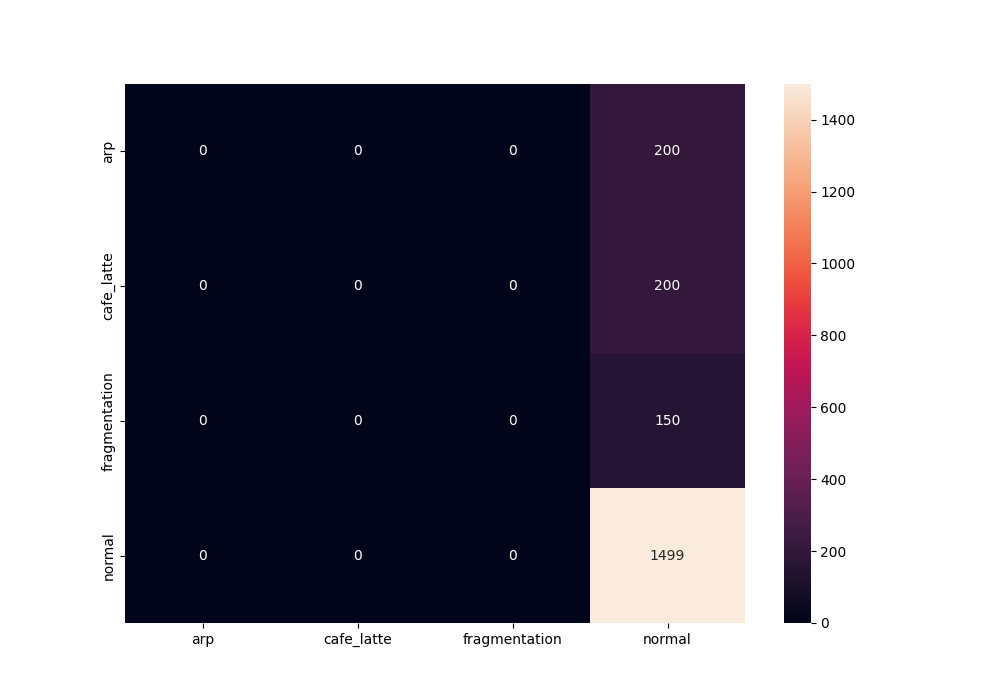 arp 0 0 0 200
cafe_latte 0 0 0 200
fragmentation 0 0 0 150
normal 0 0 0 1499
arp cafe_latte fragmentation normal
1400
1200
1000
800
600
400
200
0